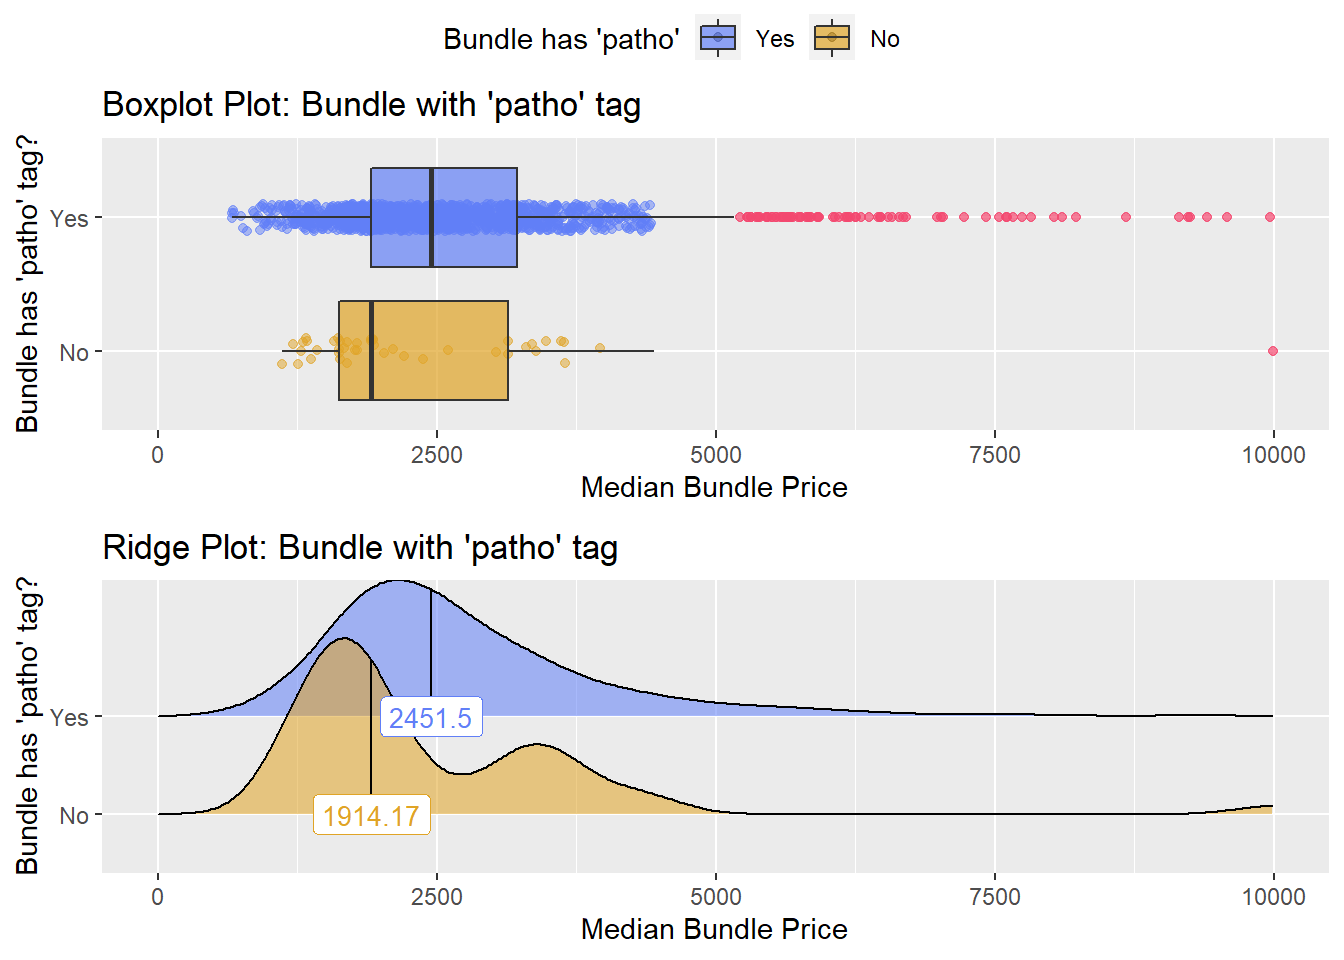 Bundle has 'patho' Yes No
Boxplot Plot: Bundle with 'patho' tag
Bundle has 'patho' tag?
Yes
No
0 2500 5000 7500 10000
Median Bundle Price
Ridge Plot: Bundle with 'patho' tag
Bundle has 'patho' tag?
Yes
2451.5
No
1914.17
0 2500 5000 7500 10000
Median Bundle Price